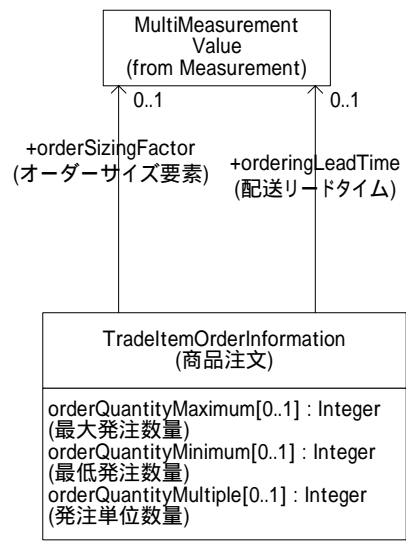 MultiMeasurement
Value
(from Measurement)
0..1
0..1
+orderSizingFactor
(オーダーサイズ要素)
+orderingLeadTime
(配送リードタイム)
TradeItemOrderInformation
(商品注文)
orderQuantityMaximum[0..1] : Integer
(最大発注数量)
orderQuantityMinimum[0..1] : Integer
(最低発注数量)
orderQuantityMultiple[0..1] : Integer
(発注単位数量)